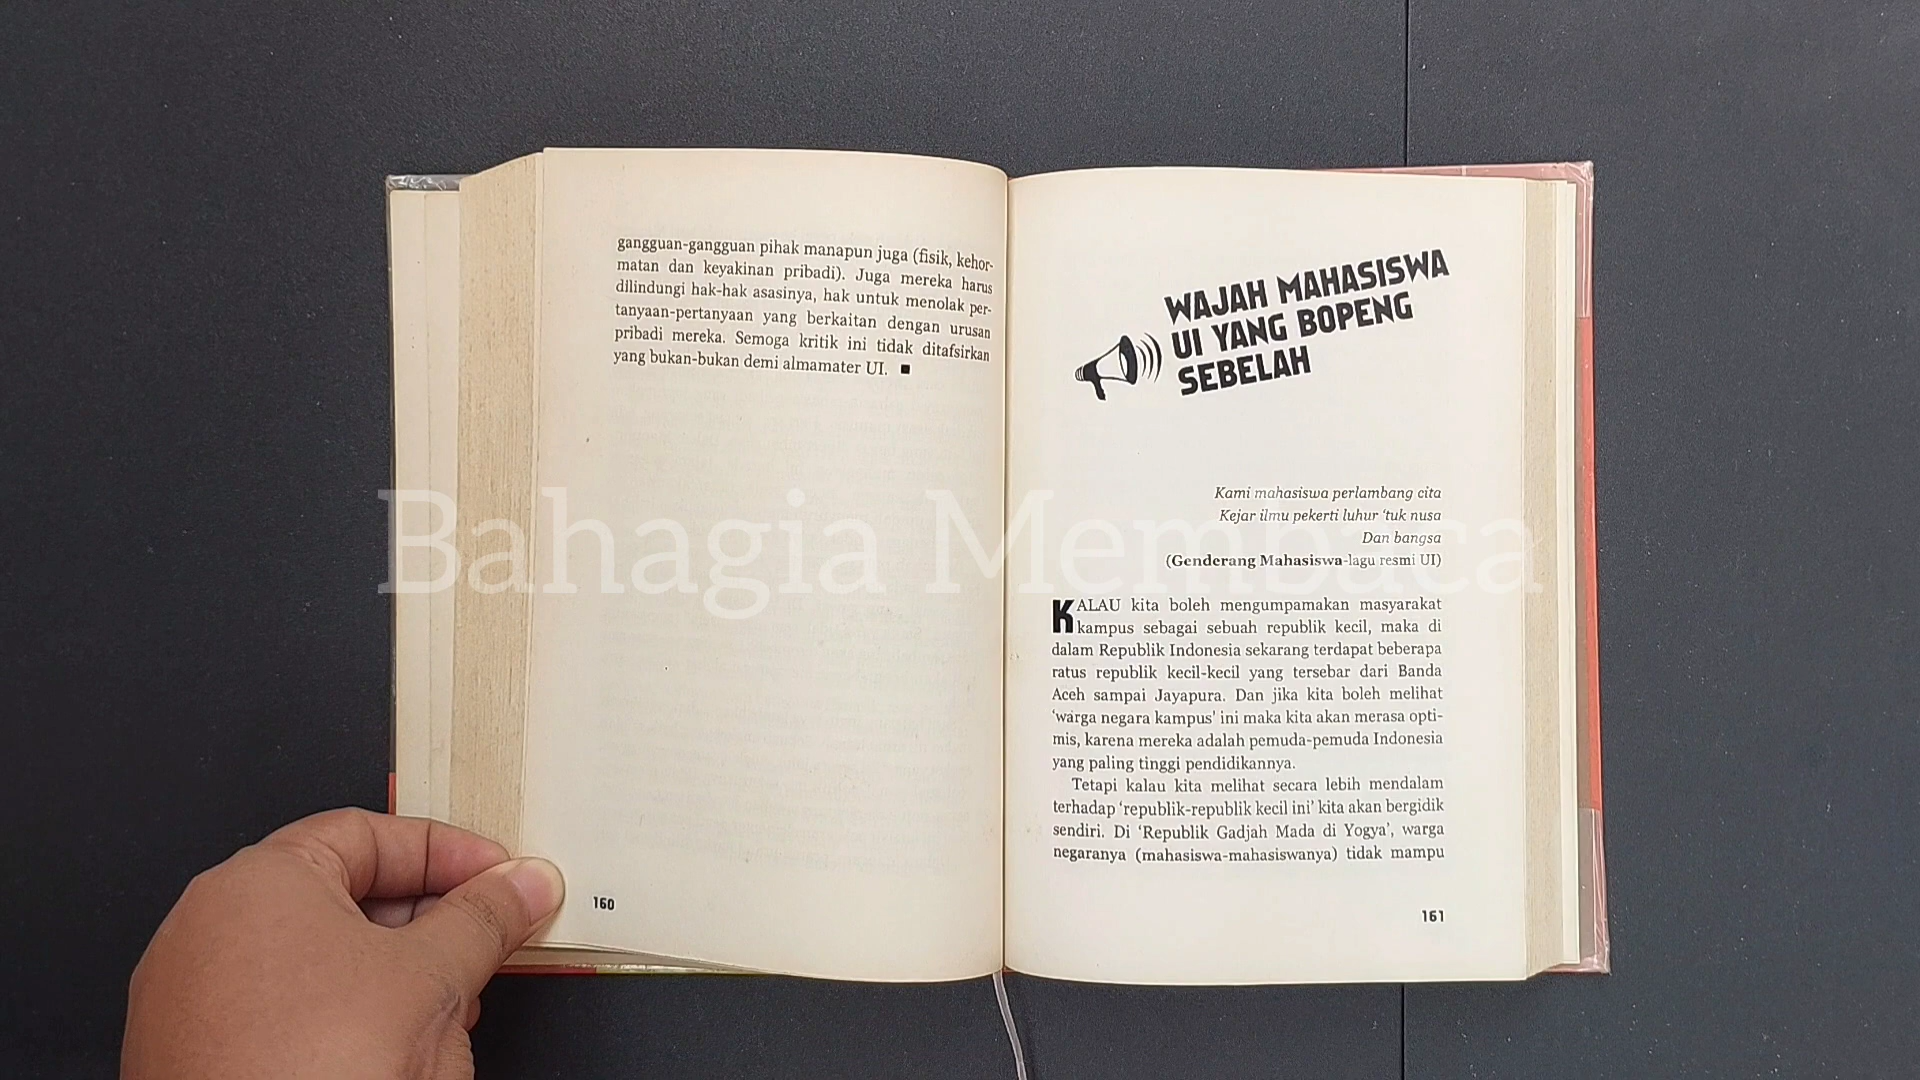 gangguan-gangguan pihak manapun juga (fisik, kehor-
matan dan keyakinan pribadi). Juga mereka harus
dilindungi hak-hak asasinya, hak untuk menolak per-
tanyaan-pertanyaan yang berkaitan dengan urusan
pribadi mereka. Semoga kritik ini tidak ditafsirkan
yang bukan-bukan demi almamater UI. ■
160
WAJAH MAHASISWA
UI YANG BOPENG
SEBELAH
Kami mahasiswa perlambang cita
Kejar ilmu pekerti luhur ‘tuk nusa
Dan bangsa
(Genderang Mahasiswa-lagu resmi UI)
KALAU kita boleh mengumpamakan masyarakat
kampus sebagai sebuah republik kecil, maka di
dalam Republik Indonesia sekarang terdapat beberapa
ratus republik kecil-kecil yang tersebar dari Banda
Aceh sampai Jayapura. Dan jika kita boleh melihat
‘warga negara kampus’ ini maka kita akan merasa opti-
mis, karena mereka adalah pemuda-pemuda Indonesia
yang paling tinggi pendidikannya.
Tetapi kalau kita melihat secara lebih mendalam
terhadap ‘republik-republik kecil ini’ kita akan bergidik
sendiri. Di ‘Republik Gadjah Mada di Yogya’, warga
negaranya (mahasiswa-mahasiswanya) tidak mampu
161
Bahagia Membaca